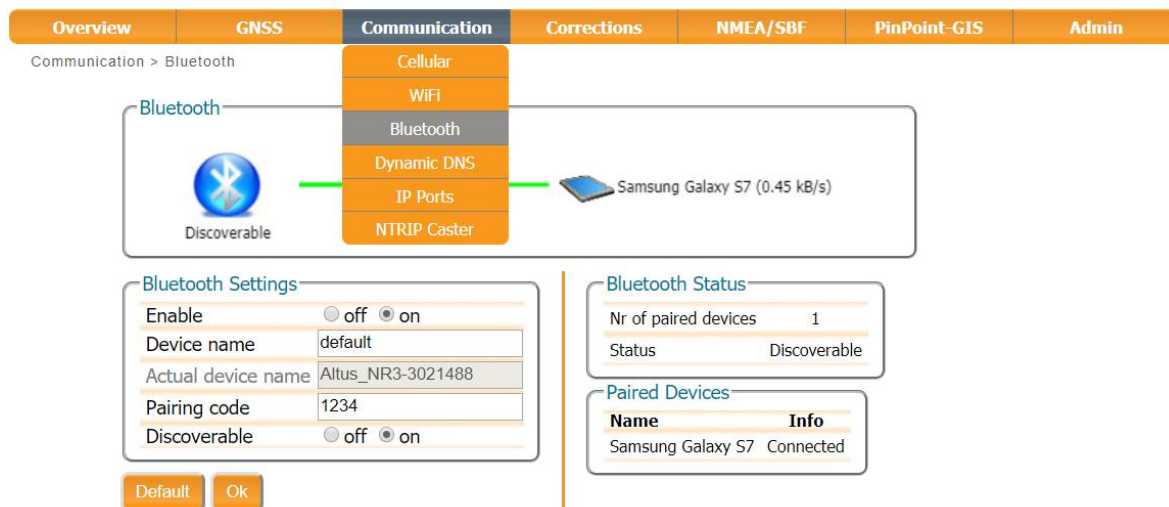 Overview GNSS Communication Corrections NMEA/SBF PinPoint-GIS Admin
Communication > Bluetooth
Cellular
WiFi
Bluetooth
Dynamic DNS
IP Ports
NTRIP Caster
Bluetooth
Discoverable
Samsung Galaxy S7 (0.45 kB/s)
Bluetooth Settings
Enable off on
Device name default
Actual device name Altus_NR3-3021488
Pairing code 1234
Discoverable off on
Default Ok
Bluetooth Status
Nr of paired devices 1
Status Discoverable
Paired Devices
Name Info
Samsung Galaxy S7 Connected